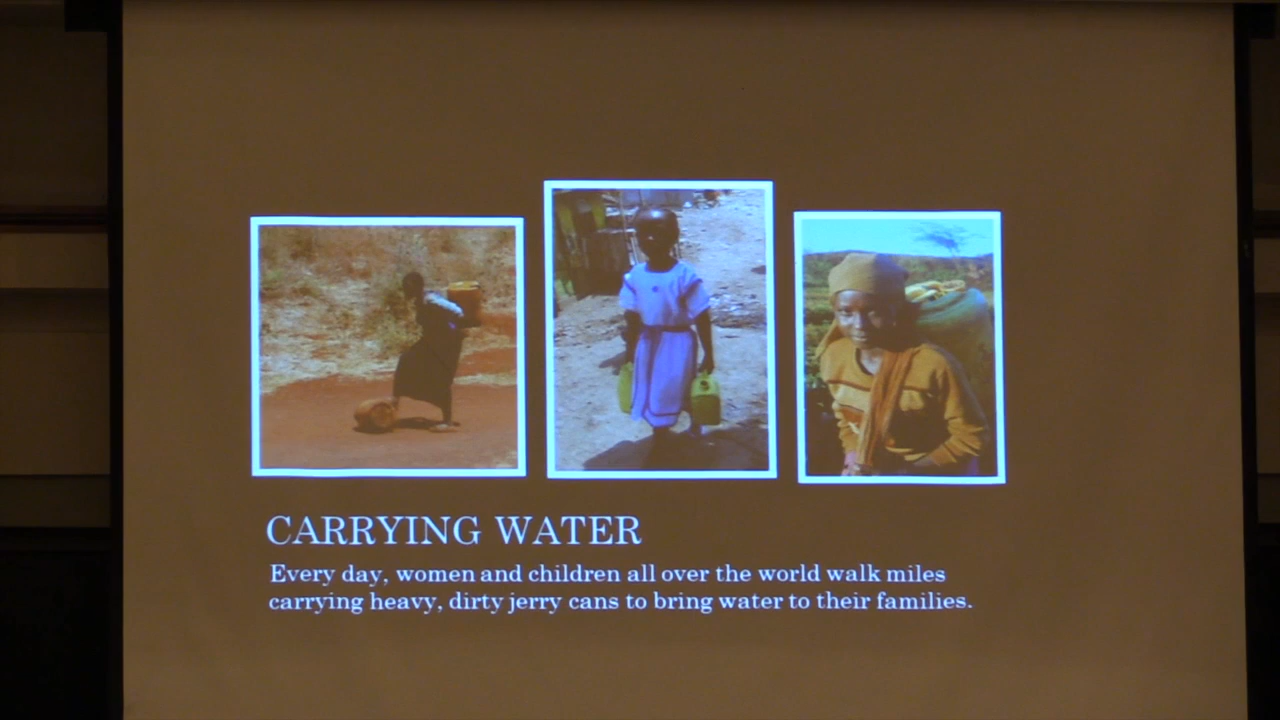 CARRYING WATER
Every day, women and children all over the world walk miles
carrying heavy, dirty jerry cans to bring water to their families.